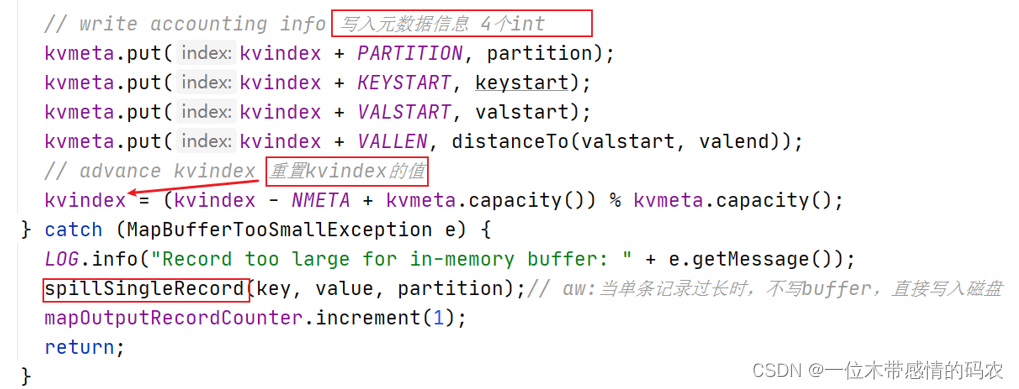 // write accounting info 写入元数据信息 4个int
kvmeta.put( index: kvindex + PARTITION, partition);
kvmeta.put( index: kvindex + KEYSTART, keystart);
kvmeta.put( index: kvindex + VALSTART, valstart);
kvmeta.put( index: kvindex + VALLEN, distanceTo(valstart, valend));
// advance kvindex 重置kvindex的值
kvindex = (kvindex - NMETA + kvmeta.capacity()) % kvmeta.capacity();
} catch (MapBufferTooSmallException e) {
LOG.info("Record too large for in-memory buffer: " + e.getMessage());
spillSingleRecord(key, value, partition);// aw:当单条记录过长时，不写buffer，直接写入磁盘
mapOutputRecordCounter.increment(1);
return;
}
CSDN @一位木带感情的码农